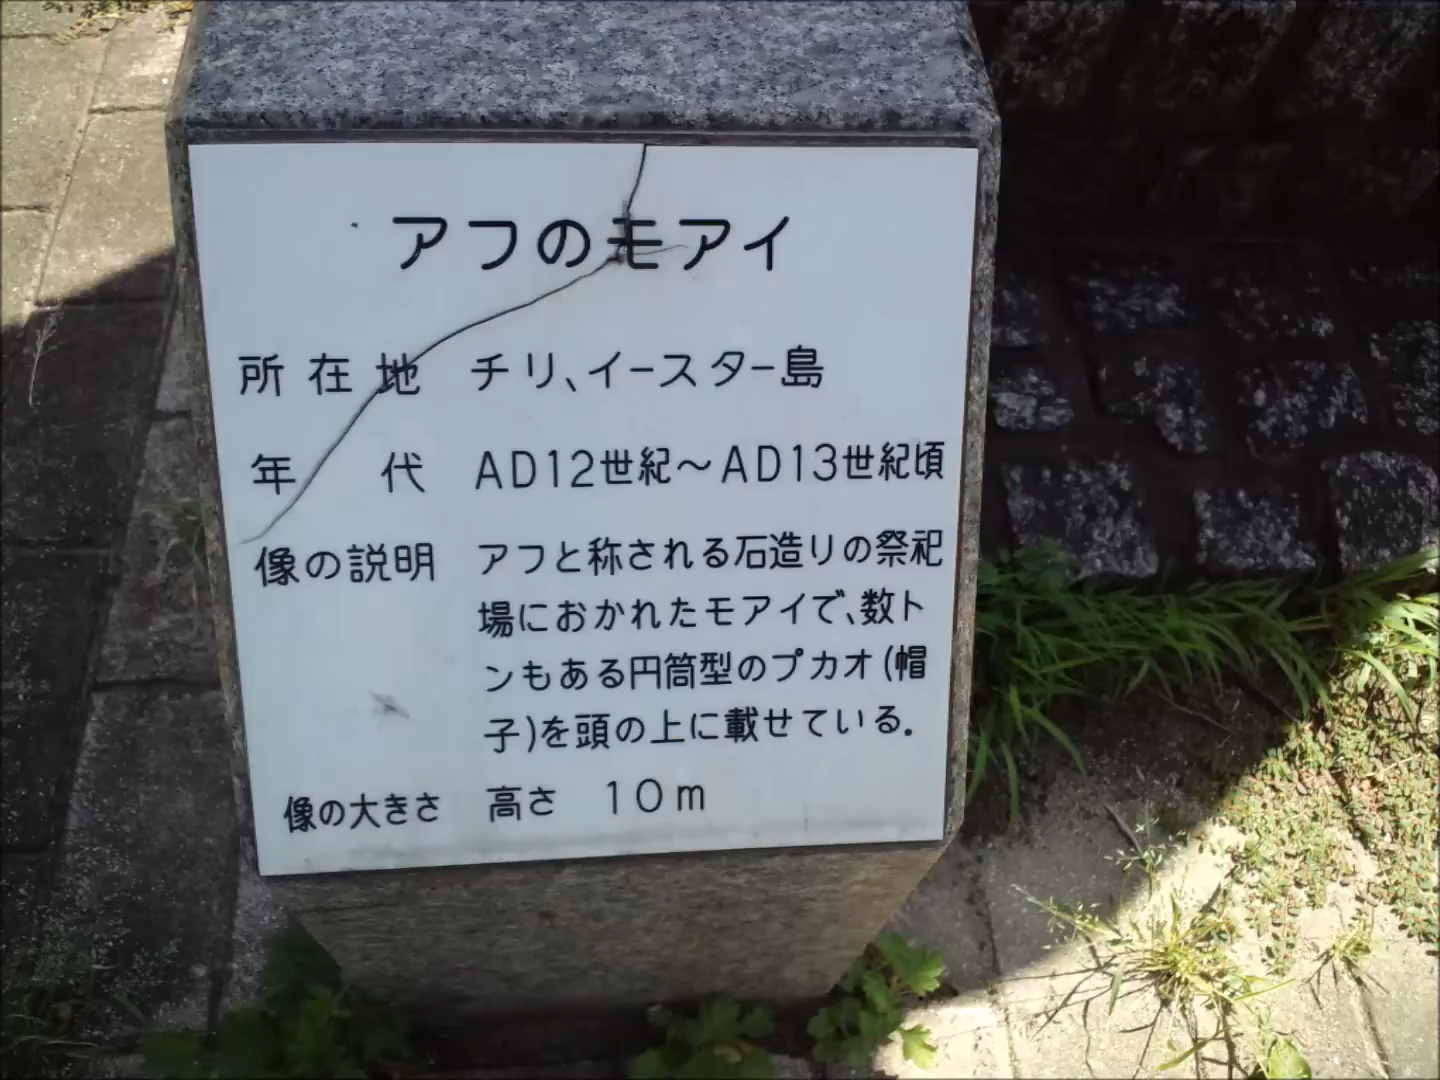 アフのモアイ
所在地 チリ、イースター島
年代 AD12世紀～AD13世紀頃
像の説明 アフと称される石造りの祭祀
場におかれたモアイで、数ト
ンもある円筒型のプカオ(帽
子)を頭の上に載せている.
像の大きさ 高さ 10m